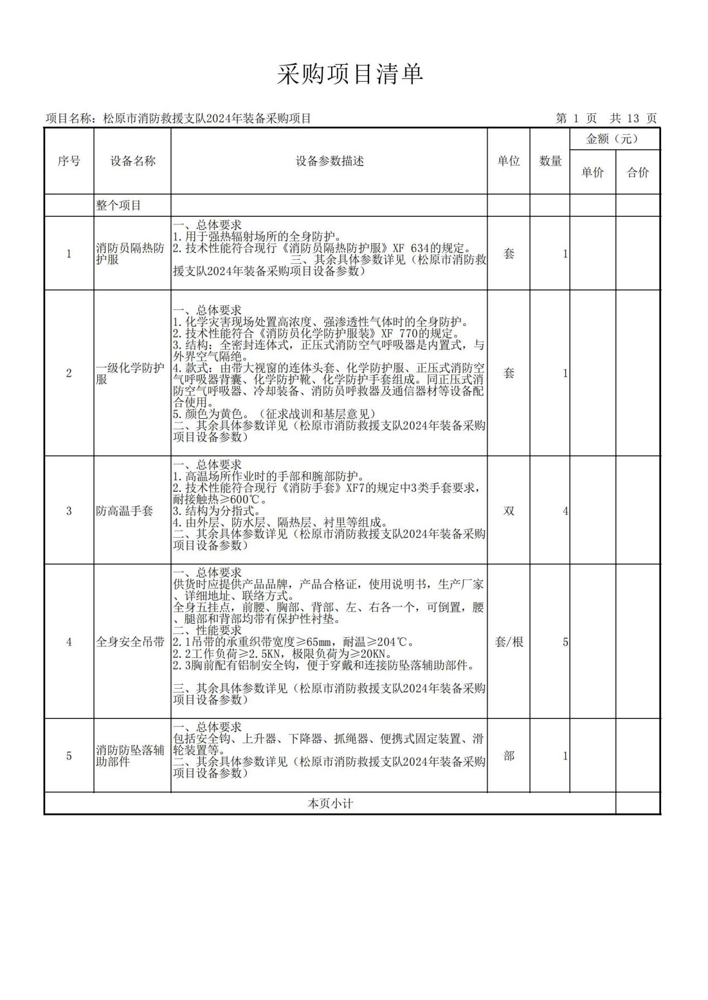 采购项目清单
项目名称：松原市消防救援支队2024年装备采购项目
第 1 页 共 13 页
序号
设备名称
设备参数描述
单位
数量
金额（元）
单价
合价
整个项目
1
消防员隔热防
护服
一、总体要求
1.用于强热辐射场所的全身防护。
2.技术性能符合现行《消防员隔热防护服》XF 634的规定。
三、其余具体参数详见（松原市消防救
援支队2024年装备采购项目设备参数）
套
1
2
一级化学防护
服
一、总体要求
1.化学灾害现场处置高浓度、强渗透性气体时的全身防护。
2.技术性能符合《消防员化学防护服装》XF 770的规定。
3.结构：全密封连体式，正压式消防空气呼吸器是内置式，与
外界空气隔绝。
4.款式：由带大视窗的连体头套、化学防护服、正压式消防空
气呼吸器背囊、化学防护靴、化学防护手套组成。同正压式消
防空气呼吸器、冷却装备、消防员呼救器及通信器材等设备配
合使用。
5.颜色为黄色。（征求战训和基层意见）
二、其余具体参数详见（松原市消防救援支队2024年装备采购
项目设备参数）
套
1
3
防高温手套
一、总体要求
1.高温场所作业时的手部和腕部防护。
2.技术性能符合现行《消防手套》XF7的规定中3类手套要求，
耐接触热≥600℃。
3.结构为分指式。
4.由外层、防水层、隔热层、衬里等组成。
二、其余具体参数详见（松原市消防救援支队2024年装备采购
项目设备参数）
双
4
4
全身安全吊带
一、总体要求
供货时应提供产品品牌，产品合格证，使用说明书，生产厂家
、详细地址、联络方式。
全身五挂点，前腰、胸部、背部、左、右各一个，可倒置，腰
、腿部和背部均带有保护性衬垫。
二、性能要求
2.1吊带的承重织带宽度≥65mm，耐温≥204℃。
2.2工作负荷≥2.5KN，极限负荷为≥20KN。
2.3胸前配有铝制安全钩，便于穿戴和连接防坠落辅助部件。
三、其余具体参数详见（松原市消防救援支队2024年装备采购
项目设备参数）
套/根
5
5
消防防坠落辅
助部件
一、总体要求
包括安全钩、上升器、下降器、抓绳器、便携式固定装置、滑
轮装置等。
二、其余具体参数详见（松原市消防救援支队2024年装备采购
项目设备参数）
部
1
本页小计